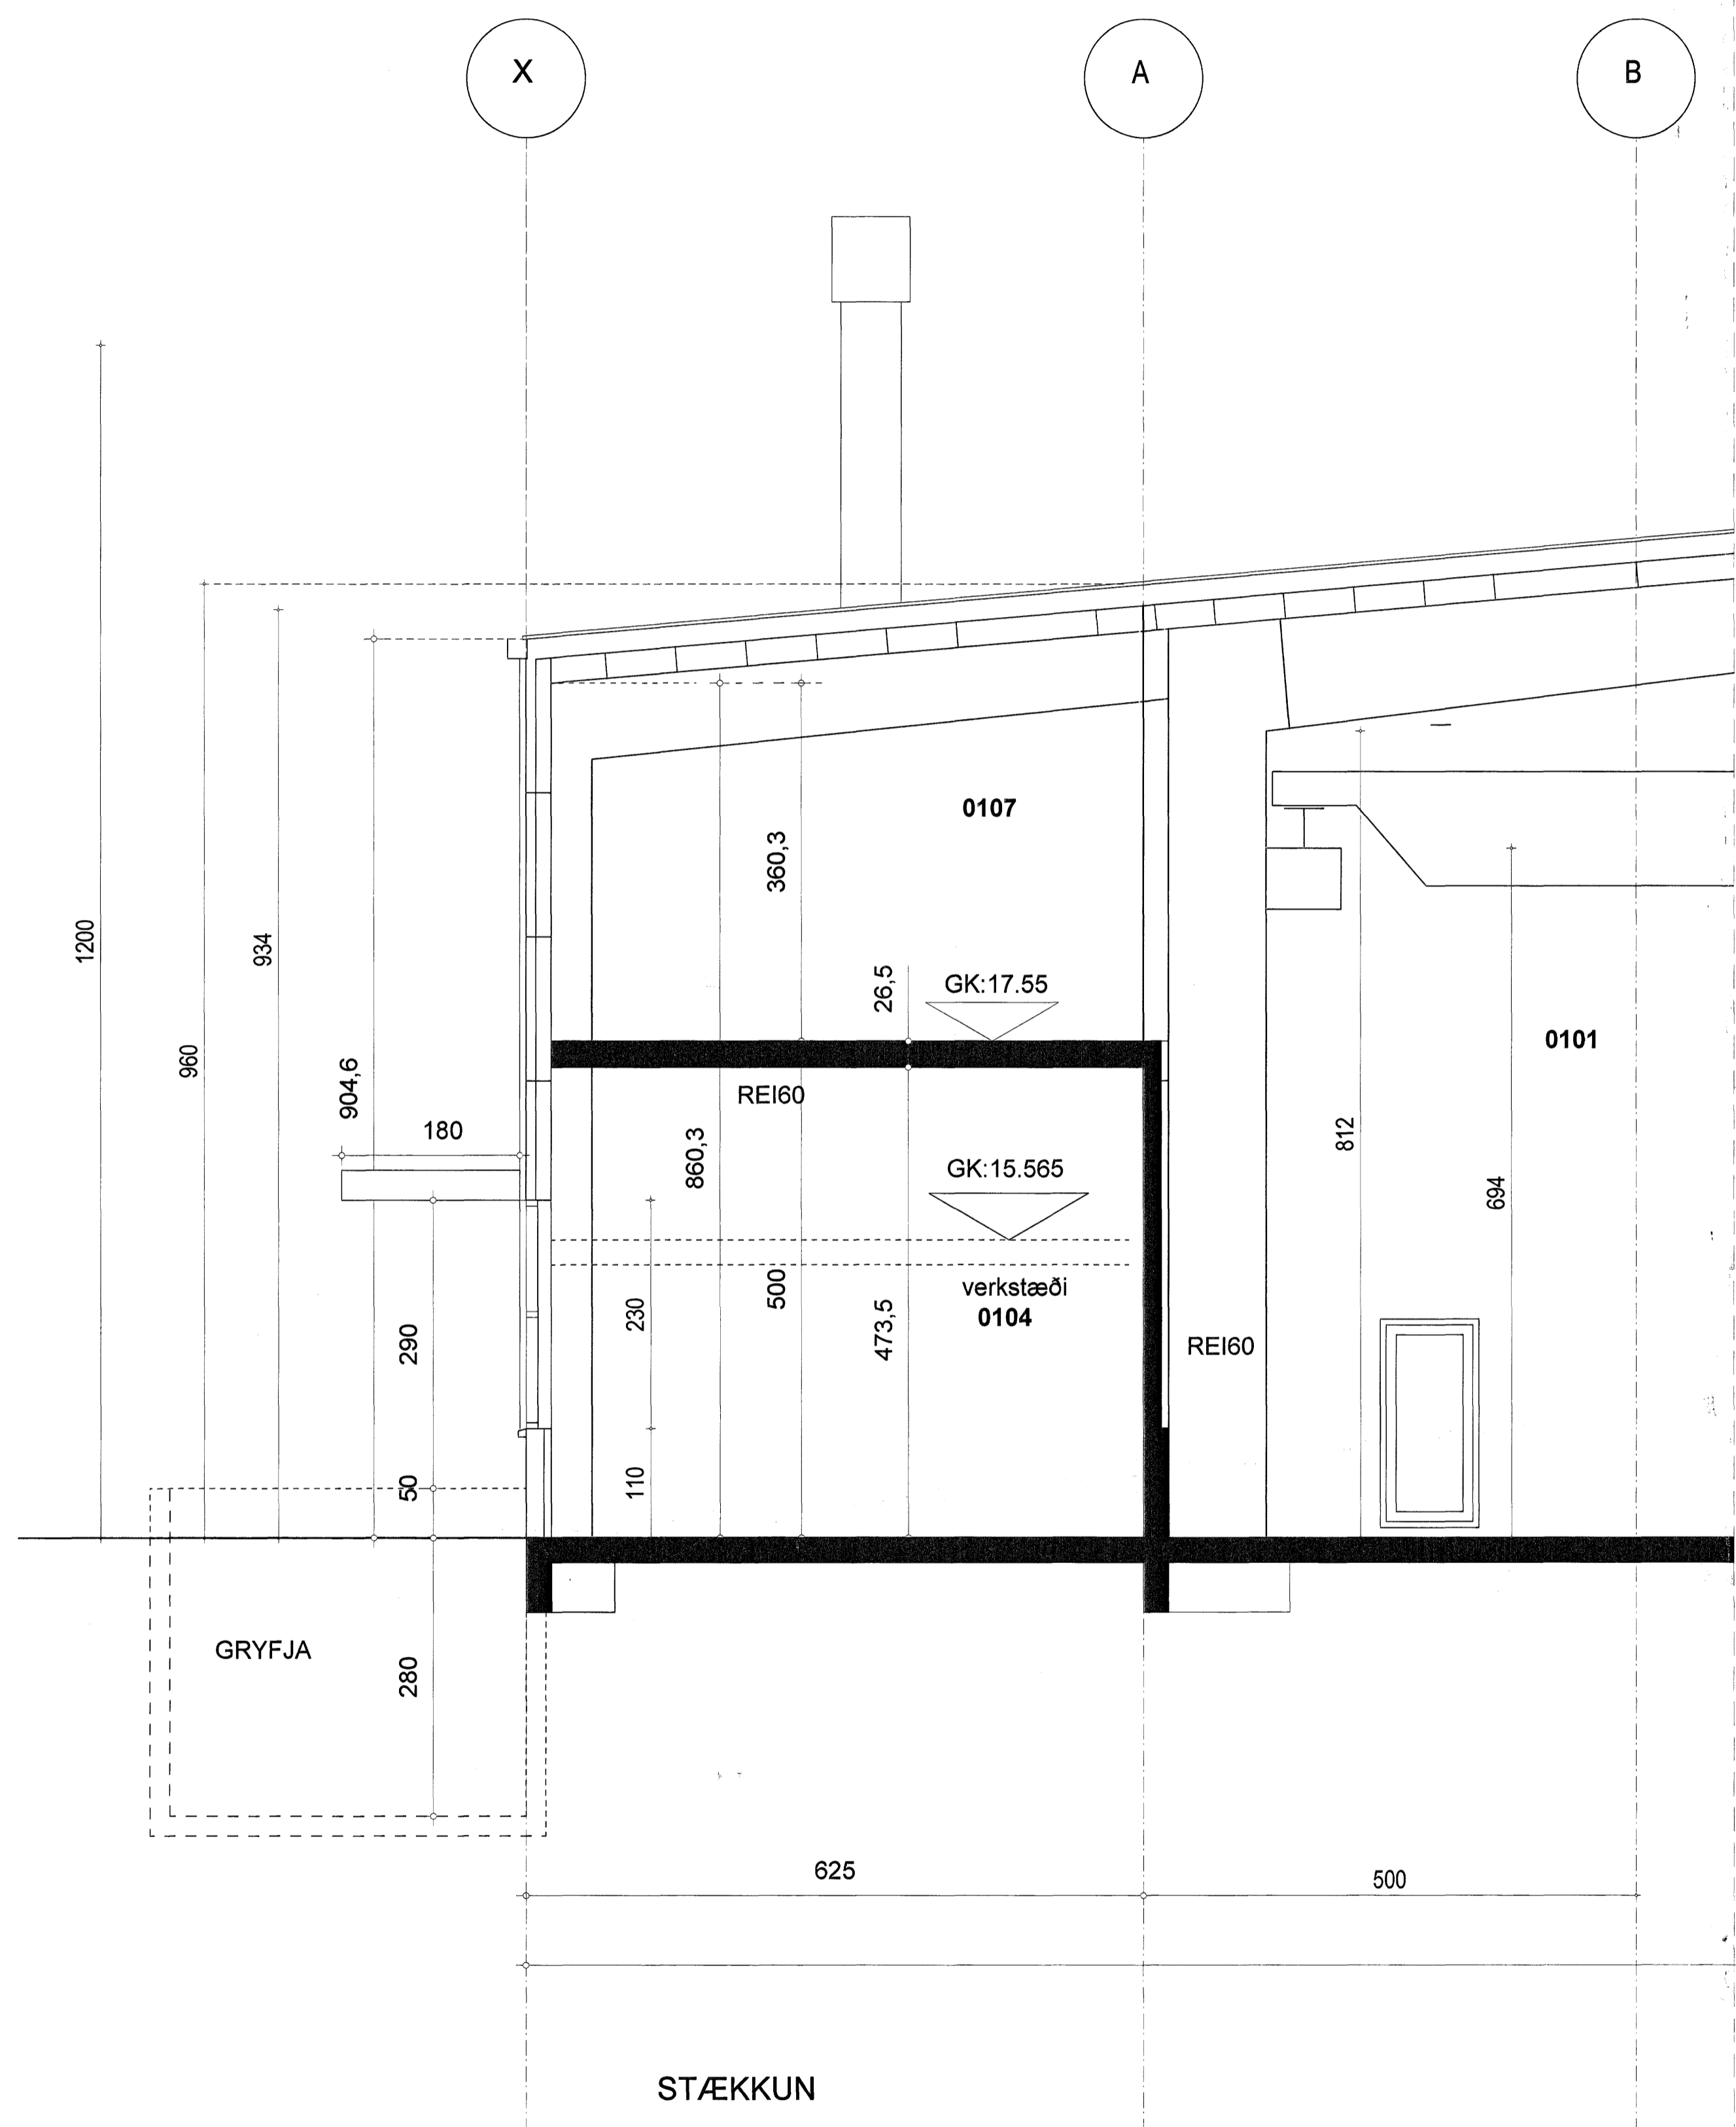 X
A
B
0107
360,3
1200
934
26,5
GK:17.55
0101
960
904,6
REI60
180
812
860,3
GK:15.565
694
verkstæði
0104
500
230
473,5
290
REI60
110
50
GRYFJA
280
625
500
STÆKKUN